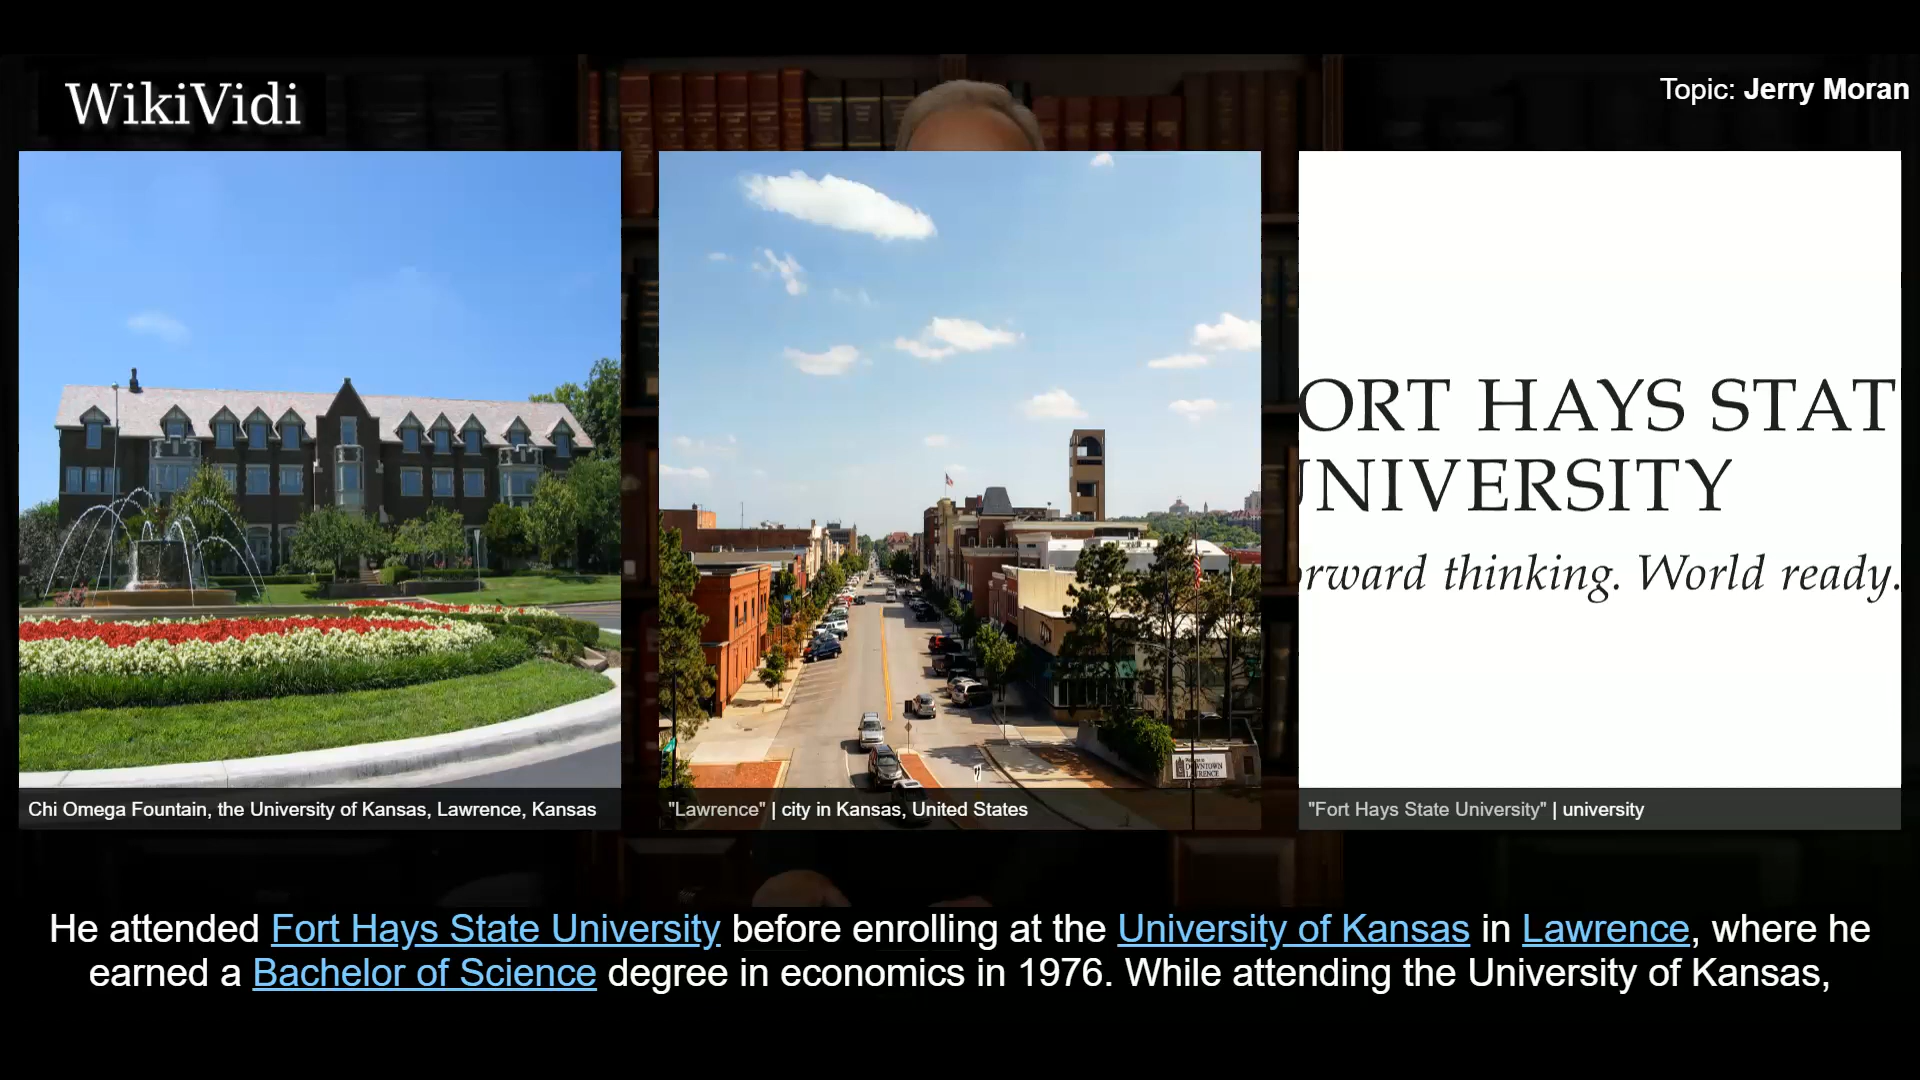 WikiVidi
Topic: Jerry Moran
ORT HAYS STAT
UNIVERSITY
rward thinking. World ready.
DOWNTOWN
LAWRENCE
Chi Omega Fountain, the University of Kansas, Lawrence, Kansas
"Lawrence" | city in Kansas, United States
"Fort Hays State University" | university
He attended Fort Hays State University before enrolling at the University of Kansas in Lawrence, where he
earned a Bachelor of Science degree in economics in 1976. While attending the University of Kansas,